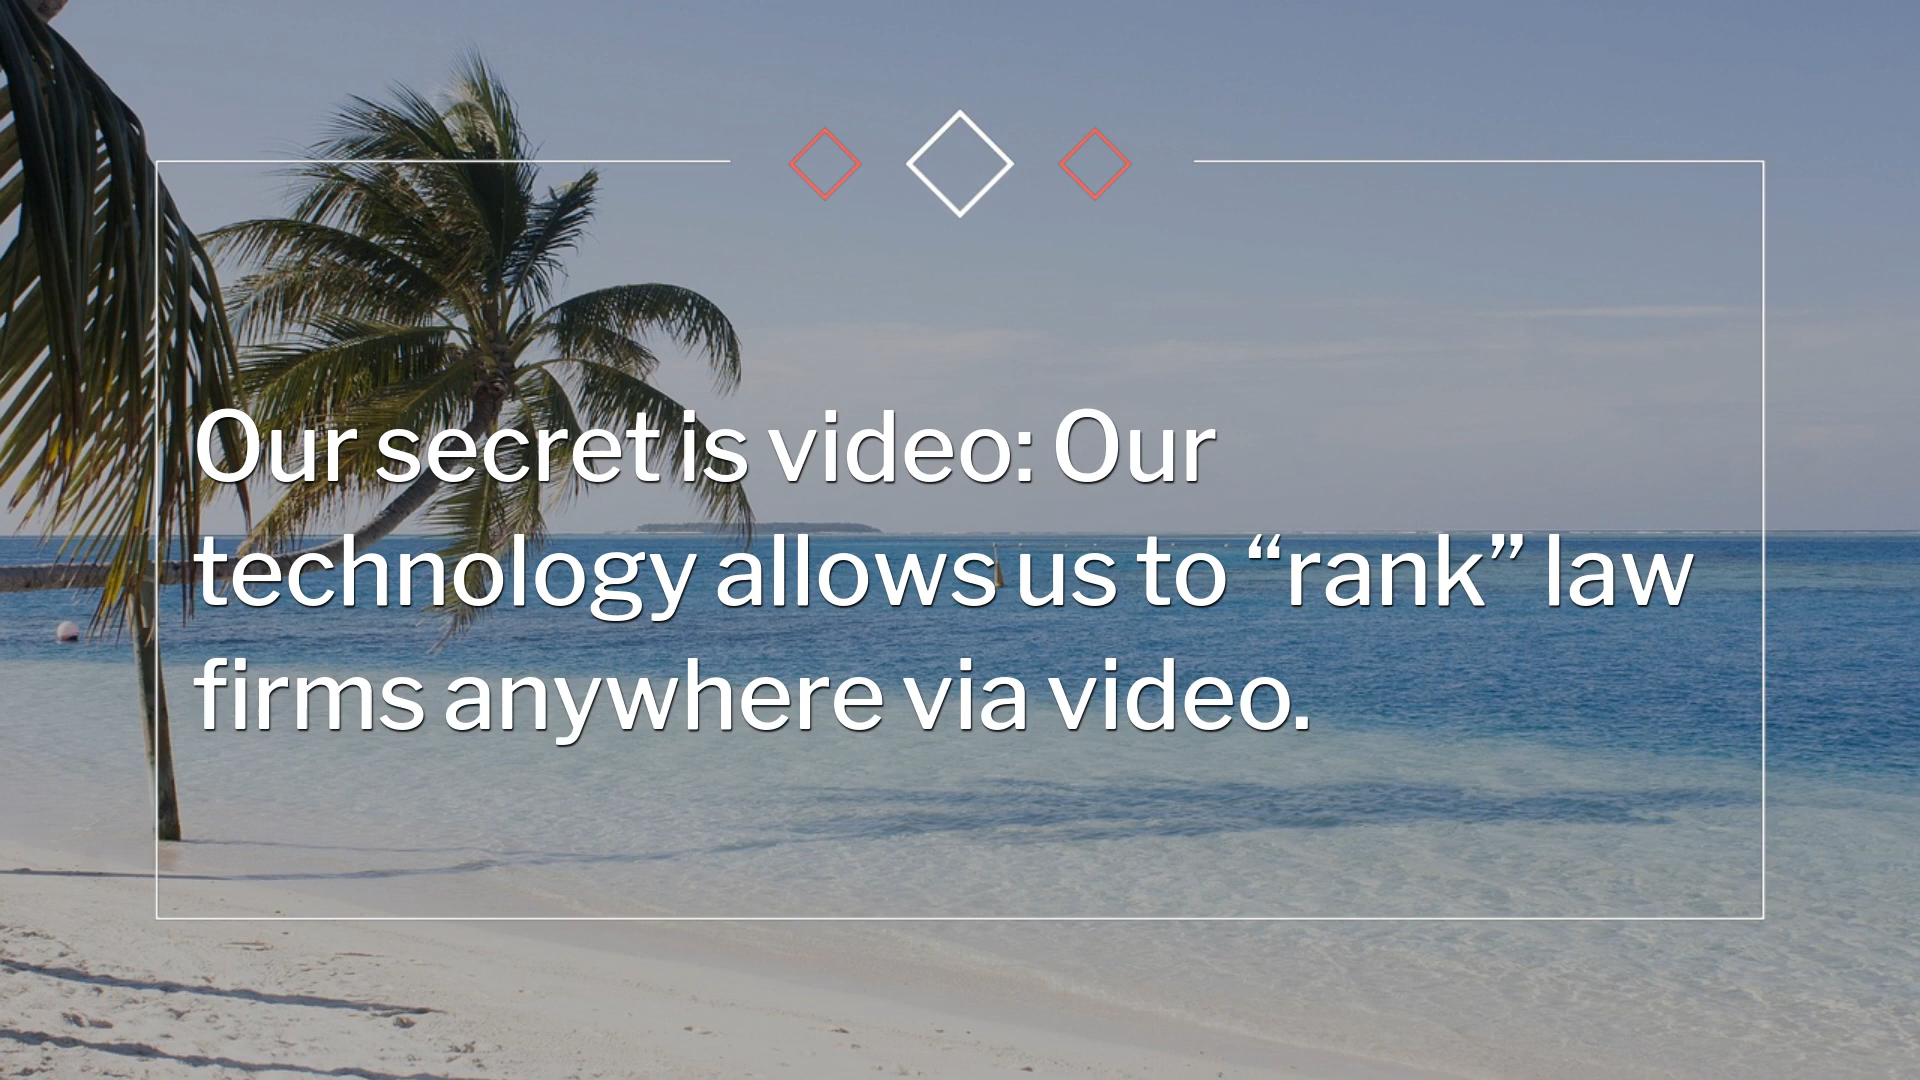 Our secret is video: Our
technology allows us to “rank” law
firms anywhere via video.